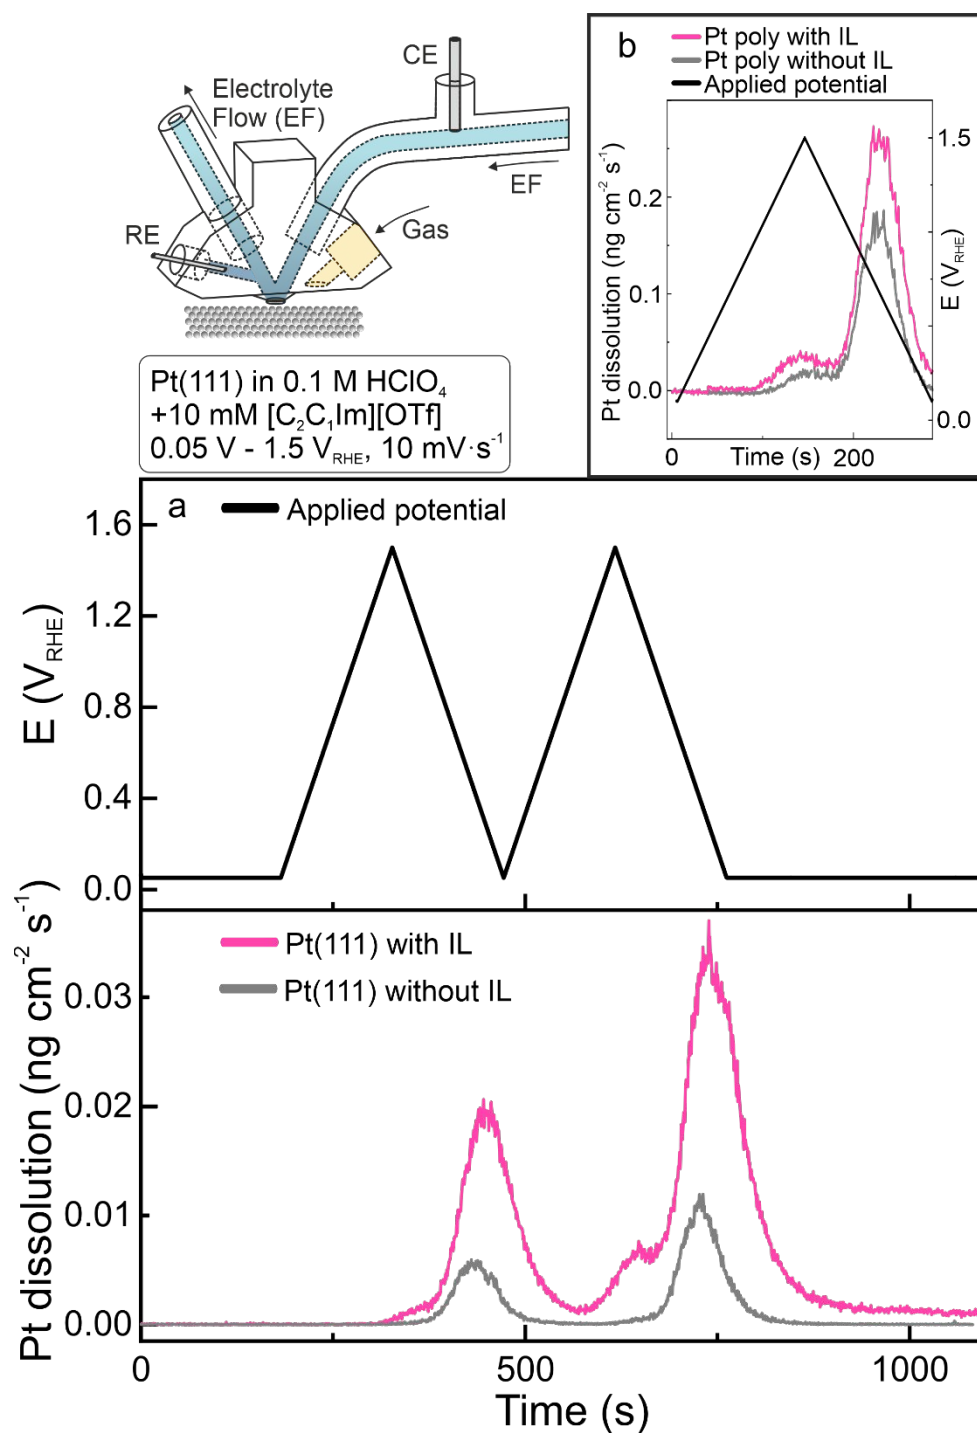 CE
Electrolyte
Flow (EF)
EF
RE
Gas
Pt(111) in 0.1 M HClO₄
+10 mM [C₂C₁Im][OTf]
0.05 V - 1.5 V_RHE, 10 mV·s⁻¹
b
Pt poly with IL
Pt poly without IL
Applied potential
Pt dissolution (ng cm⁻² s⁻¹)
0.2
0.1
0.0
1.5
0.0
E (V_RHE)
0
200
Time (s)
a
Applied potential
E (V_RHE)
1.6
1.2
0.8
0.4
0.0
Pt(111) with IL
Pt(111) without IL
Pt dissolution (ng cm⁻² s⁻¹)
0.03
0.02
0.01
0.00
0
500
1000
Time (s)